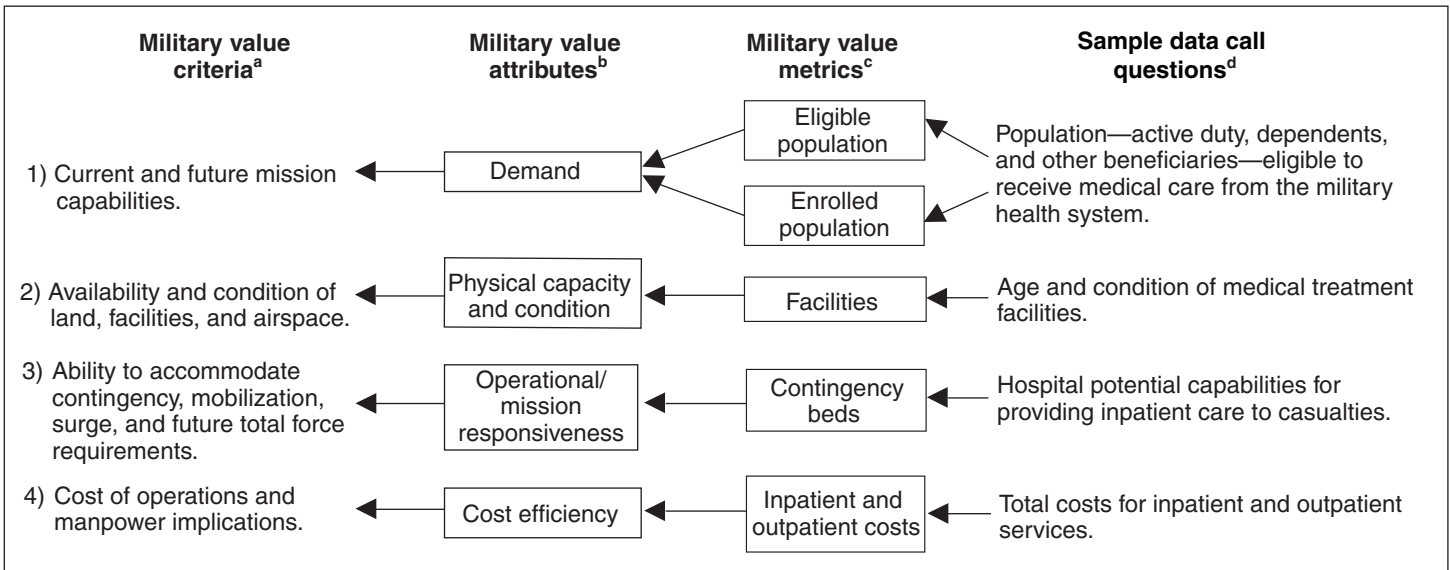 Military value
criteria^a
Military value
attributes^b
Military value
metrics^c
Sample data call
questions^d
1) Current and future mission
capabilities.
Demand
Eligible
population
Enrolled
population
Population—active duty, dependents,
and other beneficiaries—eligible to
receive medical care from the military
health system.
2) Availability and condition of
land, facilities, and airspace.
Physical capacity
and condition
Facilities
Age and condition of medical treatment
facilities.
3) Ability to accommodate
contingency, mobilization,
surge, and future total force
requirements.
Operational/
mission
responsiveness
Contingency
beds
Hospital potential capabilities for
providing inpatient care to casualties.
4) Cost of operations and
manpower implications.
Cost efficiency
Inpatient and
outpatient costs
Total costs for inpatient and outpatient
services.